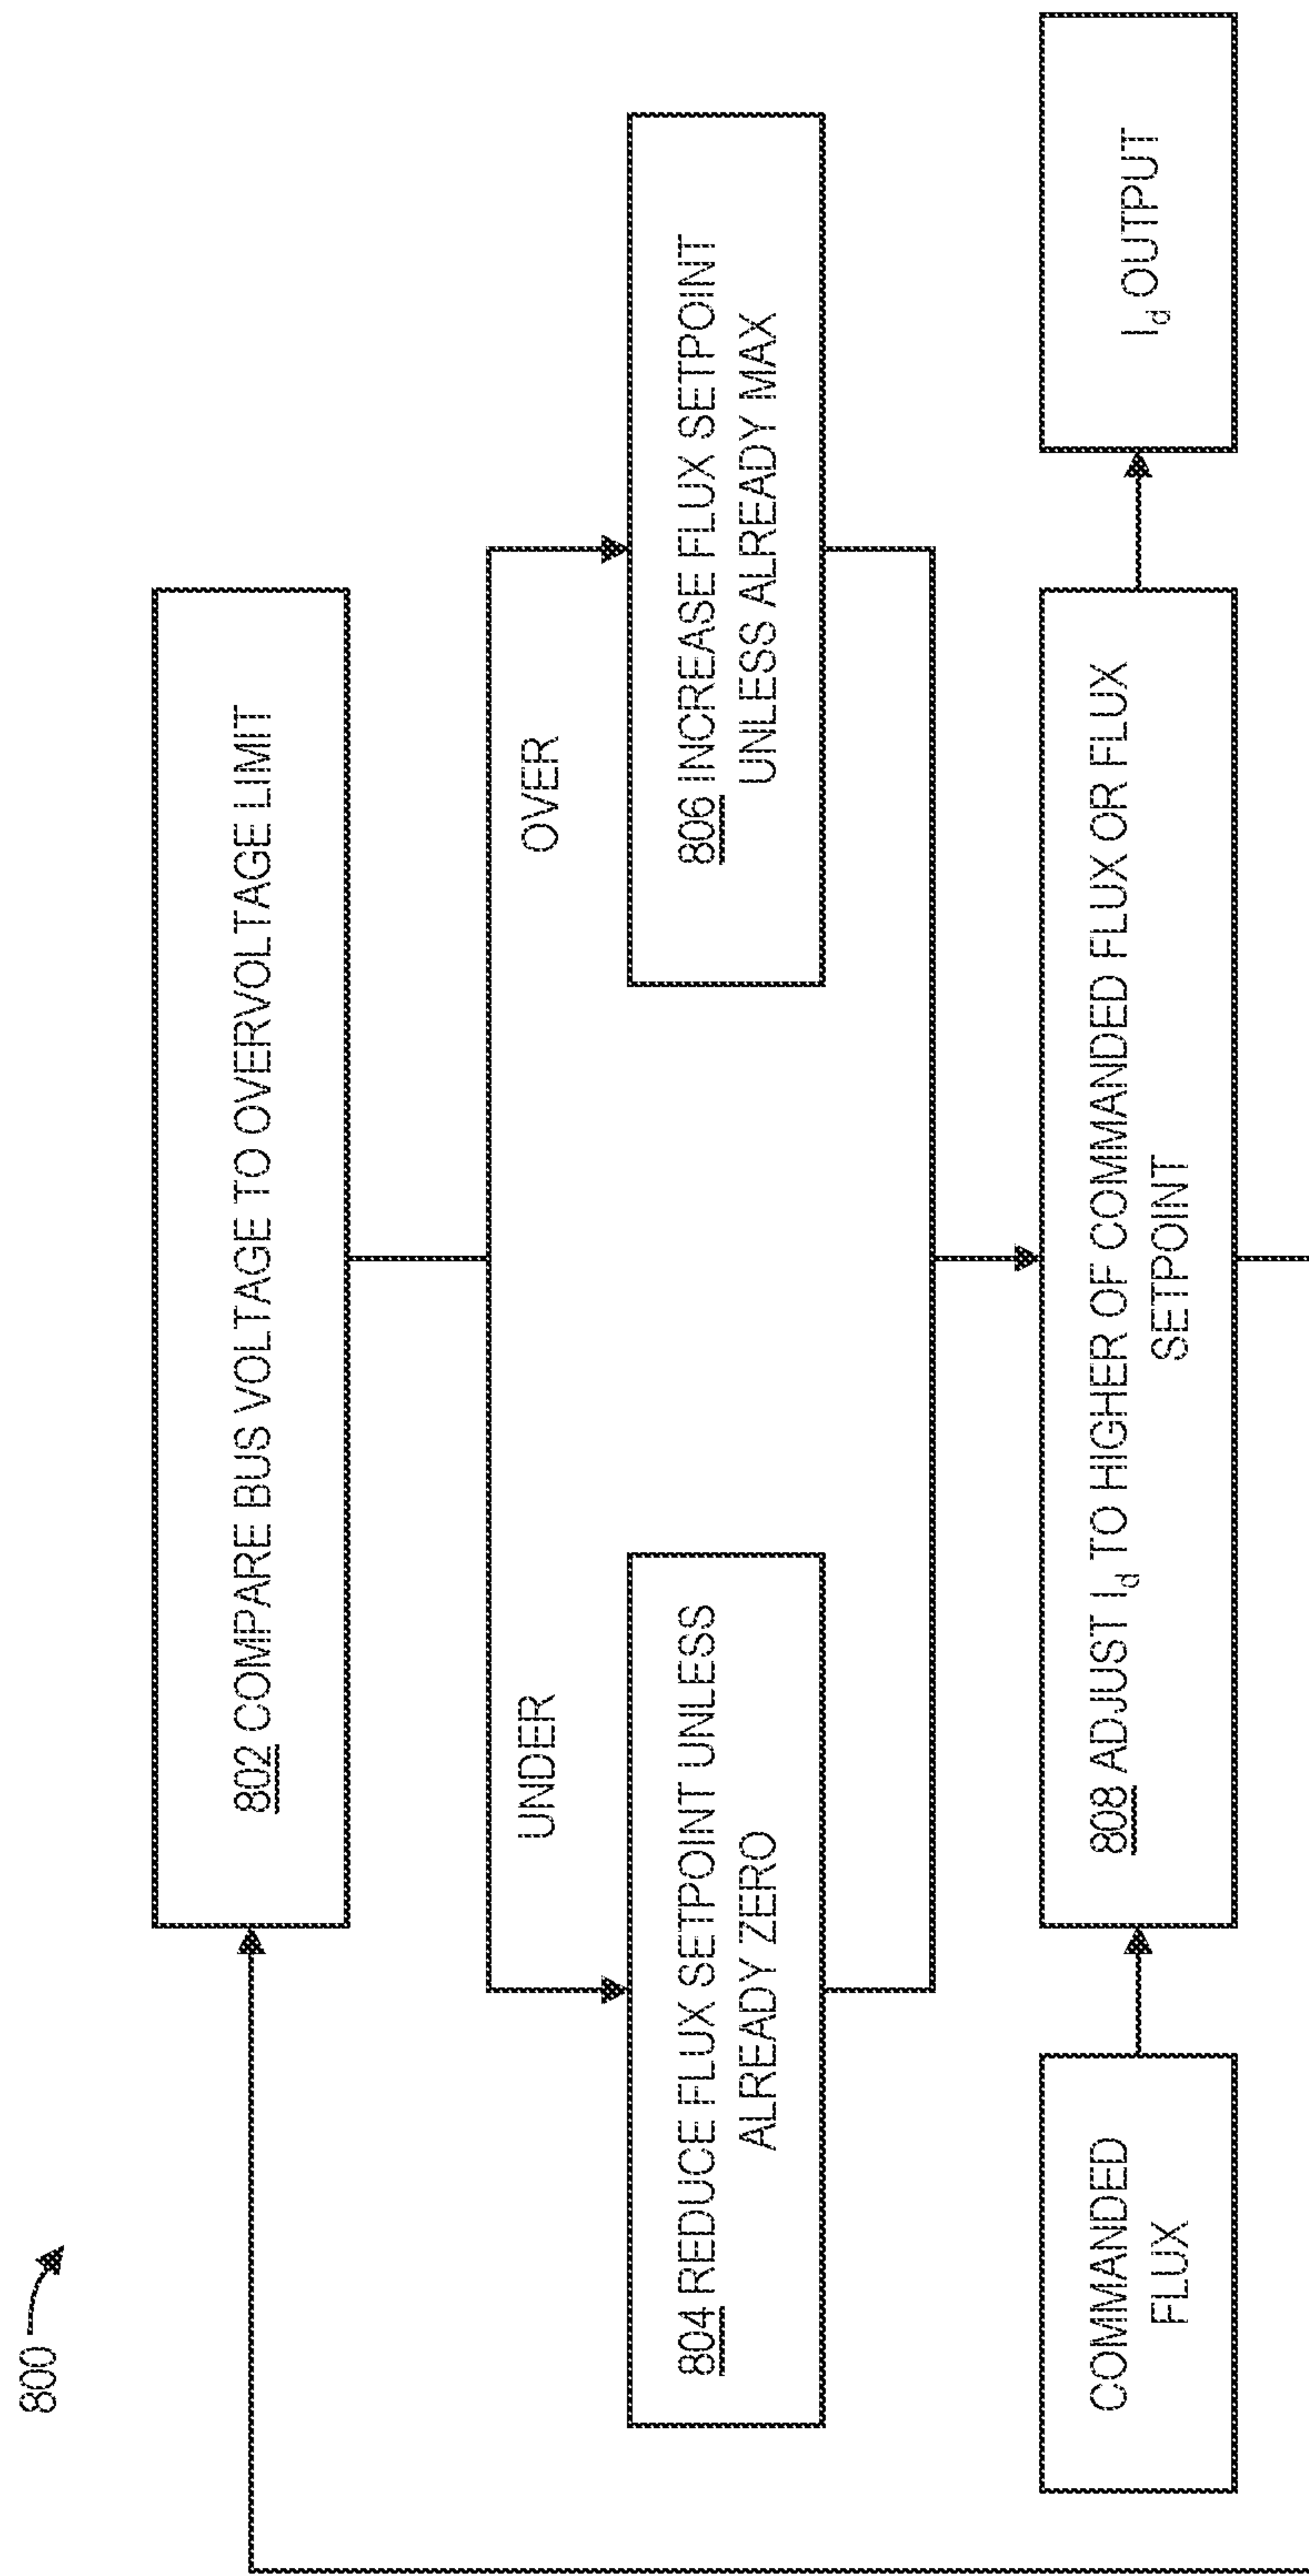 800
802 COMPARE BUS VOLTAGE TO OVERVOLTAGE LIMIT
UNDER
OVER
804 REDUCE FLUX SETPOINT UNLESS
ALREADY ZERO
806 INCREASE FLUX SETPOINT
UNLESS ALREADY MAX
COMMANDED
FLUX
808 ADJUST Id TO HIGHER OF COMMANDED FLUX OR FLUX
SETPOINT
Id OUTPUT